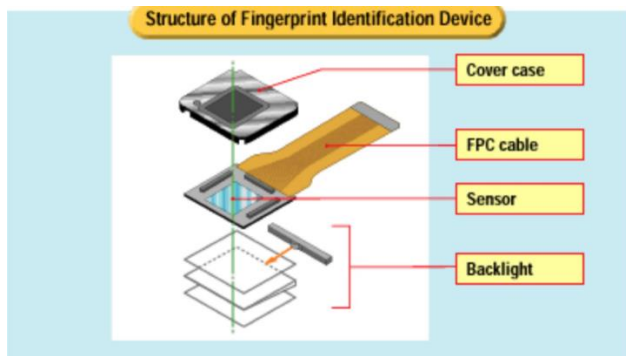 Structure of Fingerprint Identification Device
Cover case
FPC cable
Sensor
Backlight